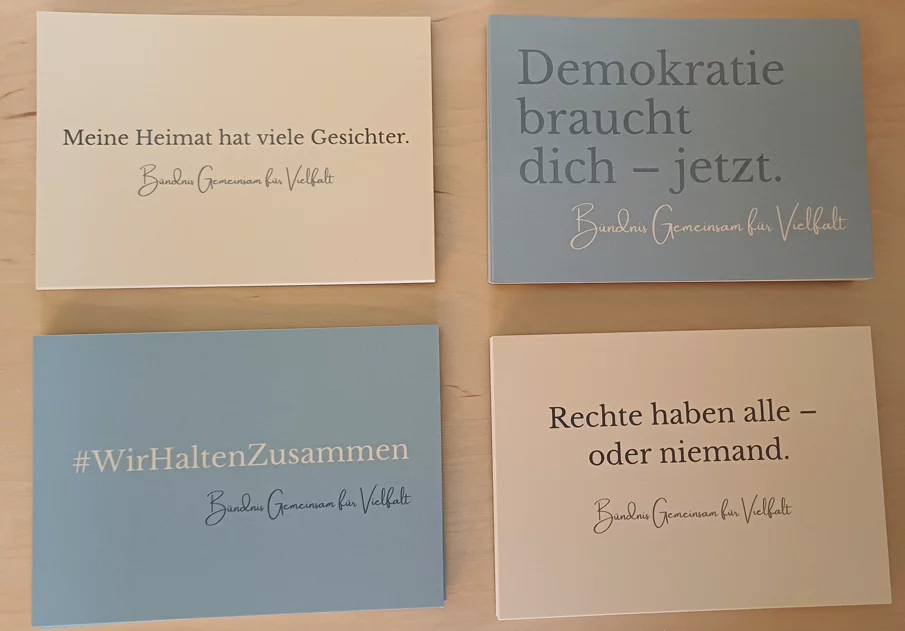 Meine Heimat hat viele Gesichter.
Bündnis Gemeinsam für Vielfalt
Demokratie
braucht
dich – jetzt.
Bündnis Gemeinsam für Vielfalt
#WirHaltenZusammen
Bündnis Gemeinsam für Vielfalt
Rechte haben alle –
oder niemand.
Bündnis Gemeinsam für Vielfalt